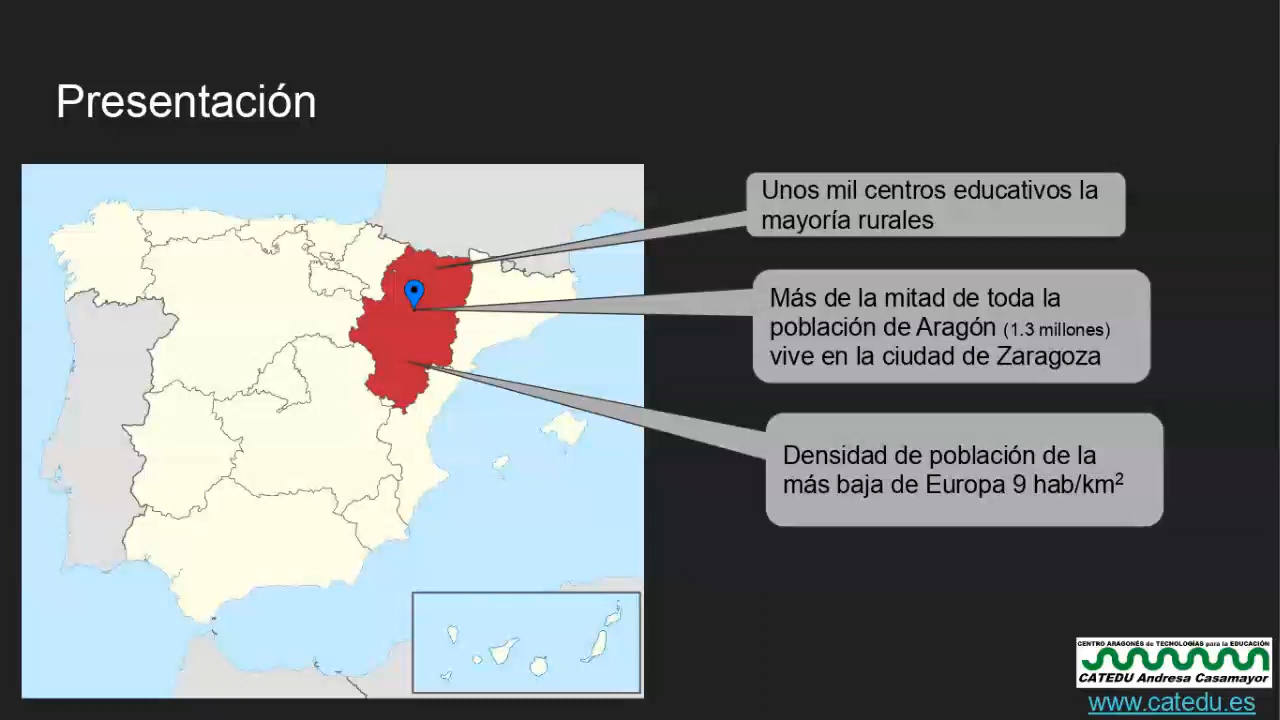 Presentación
Unos mil centros educativos la
mayoría rurales
Más de la mitad de toda la
población de Aragón (1.3 millones)
vive en la ciudad de Zaragoza
Densidad de población de la
más baja de Europa 9 hab/km²
CENTRO ARAGONÉS de TECNOLOGÍAS para la EDUCACIÓN
CATEDU Andresa Casamayor
www.catedu.es